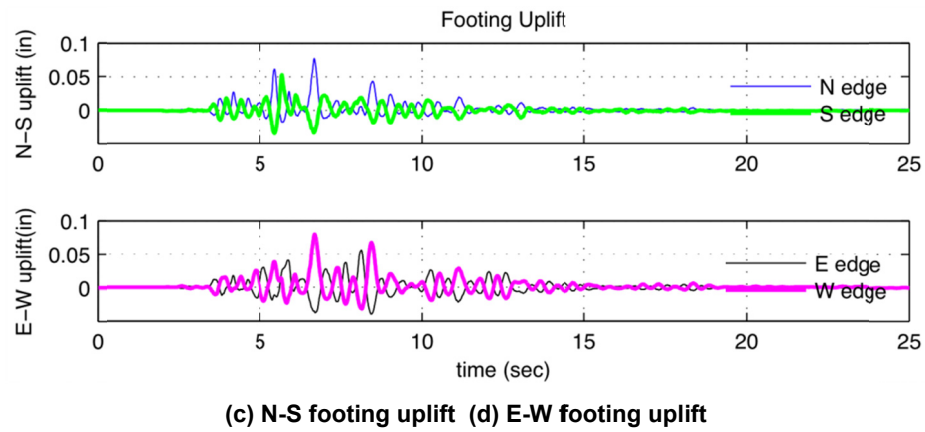 Footing Uplift
N−S uplift (in)
0.1
0.05
0
N edge
S edge
0 5 10 15 20 25
E−W uplift(in)
0.1
0.05
0
E edge
W edge
0 5 10 15 20 25
time (sec)
(c) N-S footing uplift (d) E-W footing uplift